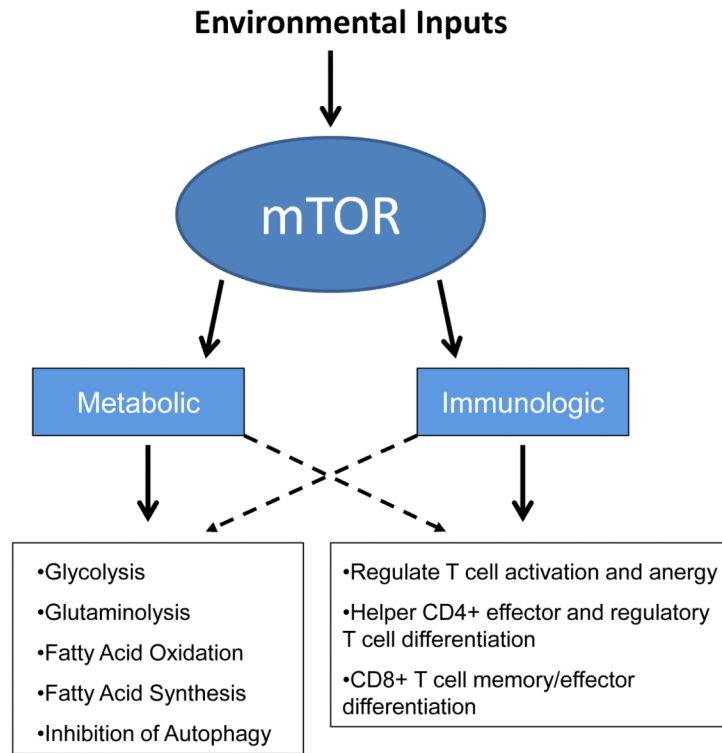 Environmental Inputs
mTOR
Metabolic
Immunologic
•Glycolysis
•Glutaminolysis
•Fatty Acid Oxidation
•Fatty Acid Synthesis
•Inhibition of Autophagy
•Regulate T cell activation and anergy
•Helper CD4+ effector and regulatory
T cell differentiation
•CD8+ T cell memory/effector
differentiation